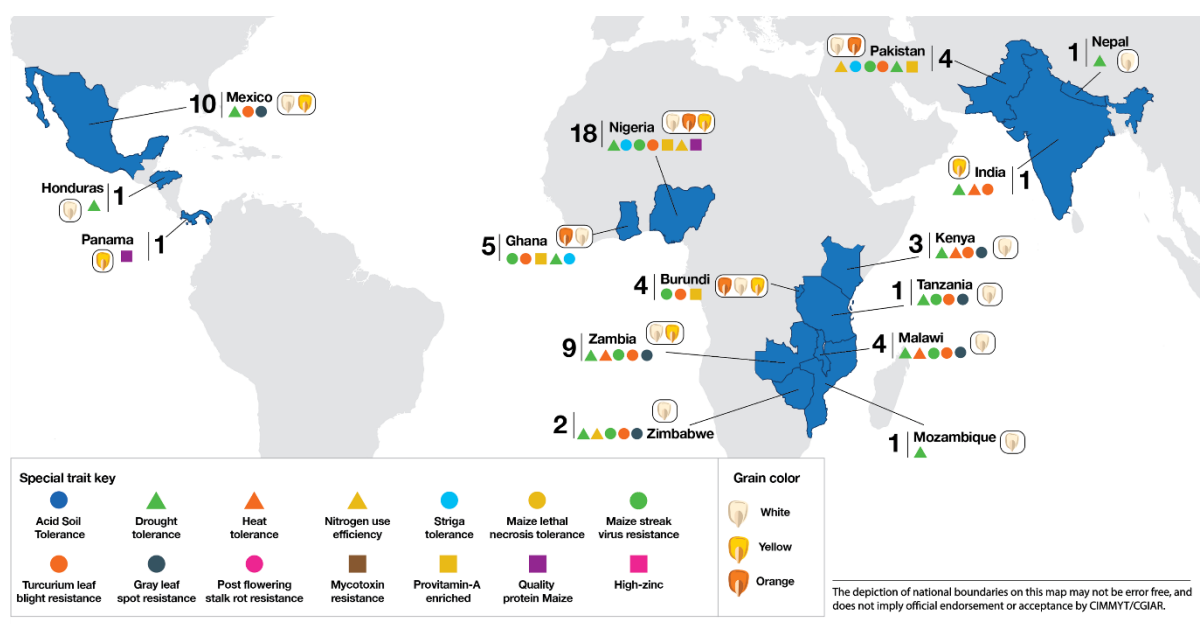 10 Mexico
Honduras 1
Panama 1
18 Nigeria
5 Ghana
4 Burundi
9 Zambia
2 Zimbabwe
Pakistan 4
1 Nepal
India 1
3 Kenya
1 Tanzania
4 Malawi
1 Mozambique
Special trait key
Acid Soil
Tolerance
Drought
tolerance
Heat
tolerance
Nitrogen use
efficiency
Striga
tolerance
Maize lethal
necrosis tolerance
Maize streak
virus resistance
Turcurium leaf
blight resistance
Gray leaf
spot resistance
Post flowering
stalk rot resistance
Mycotoxin
resistance
Provitamin-A
enriched
Quality
protein Maize
High-zinc
Grain color
White
Yellow
Orange
The depiction of national boundaries on this map may not be error free, and
does not imply official endorsement or acceptance by CIMMYT/CGIAR.